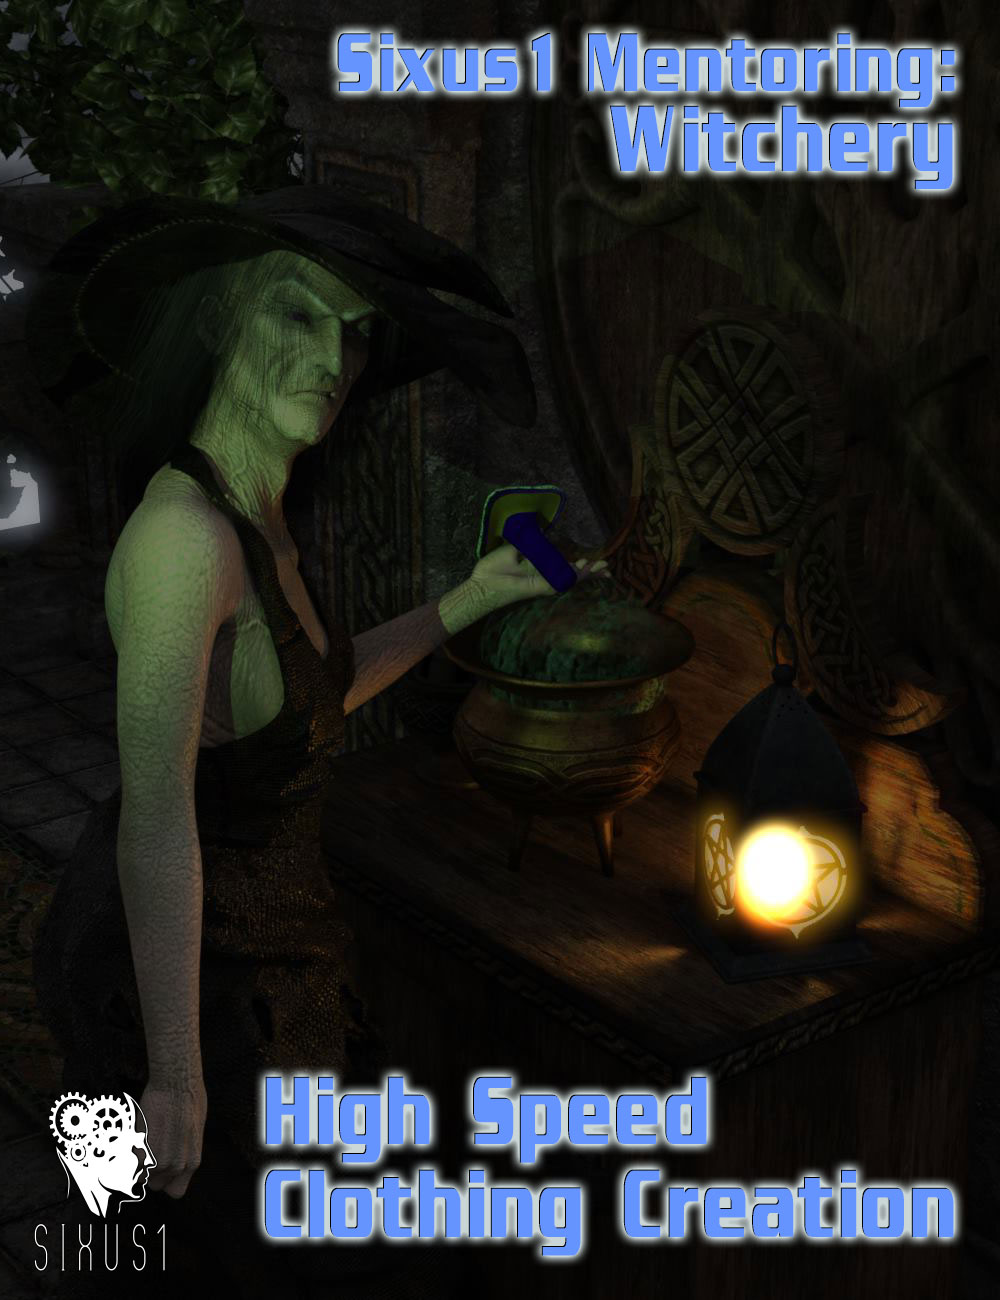 Sixus1 Mentoring:
Witchery
High Speed
Clothing Creation
SIXUS1